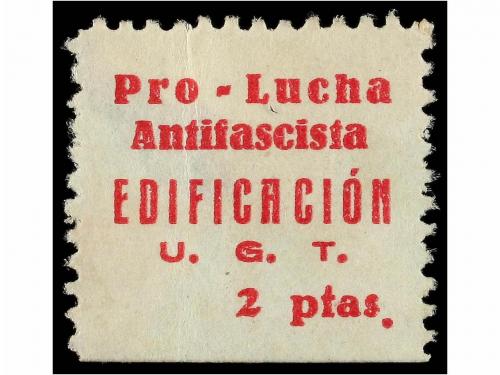 Pro - Lucha
Antifascista
EDIFICACIÓN
U. G. T.
2 ptas.